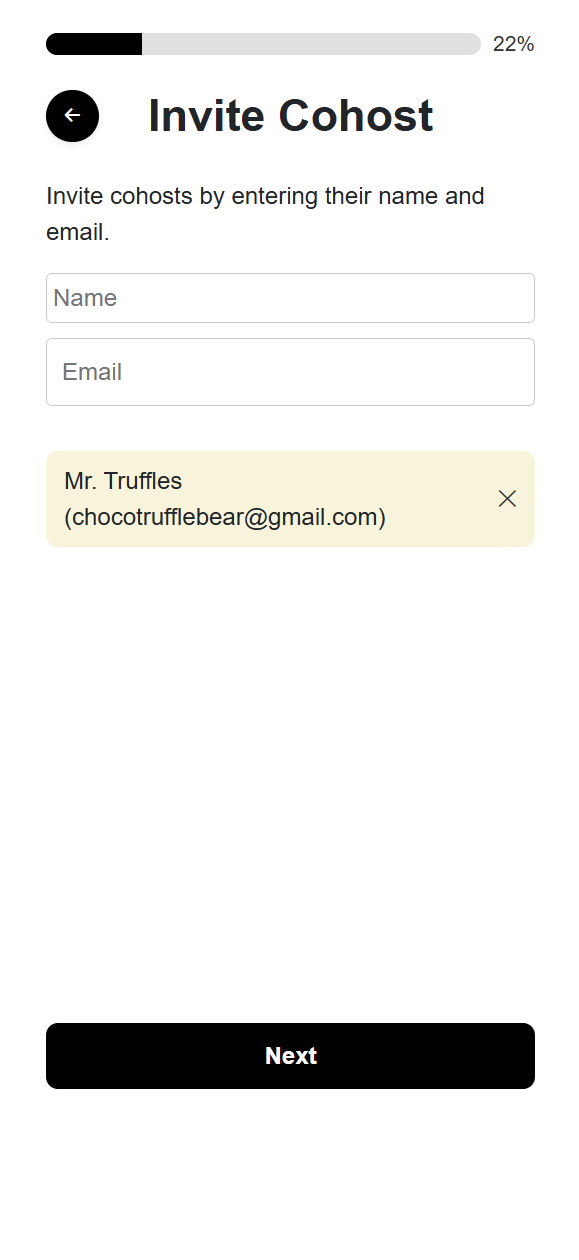 22%
Invite Cohost
Invite cohosts by entering their name and
email.
Name
Email
Mr. Truffles
(chocotrufflebear@gmail.com)
Next